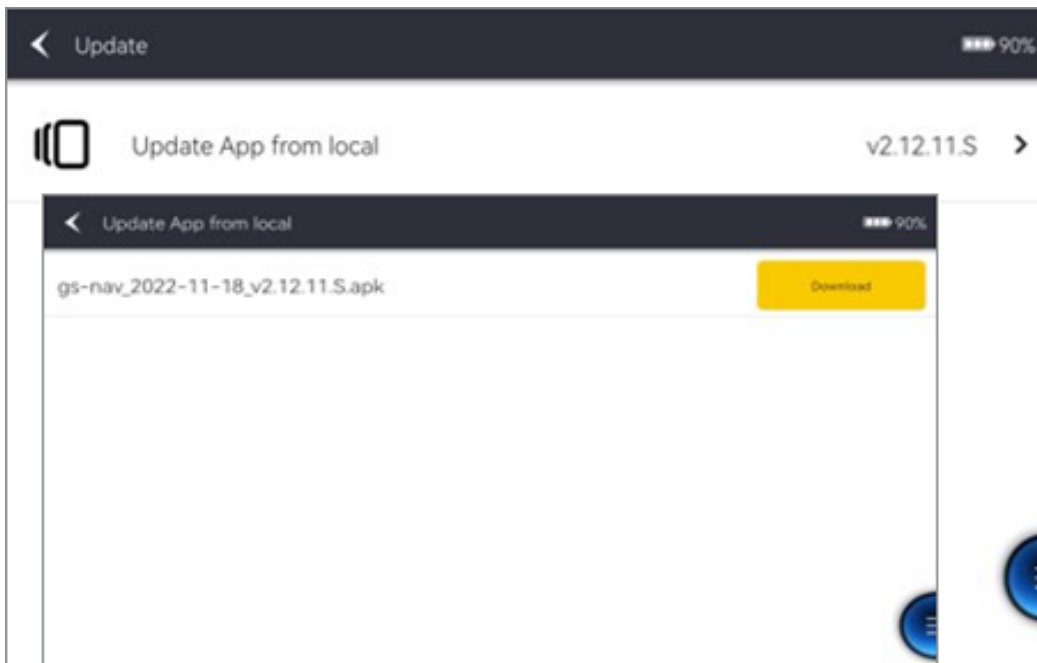 Update 90%
Update App from local v2.12.11.S
Update App from local 90%
gs-nav_2022-11-18_v2.12.11.S.apk Download